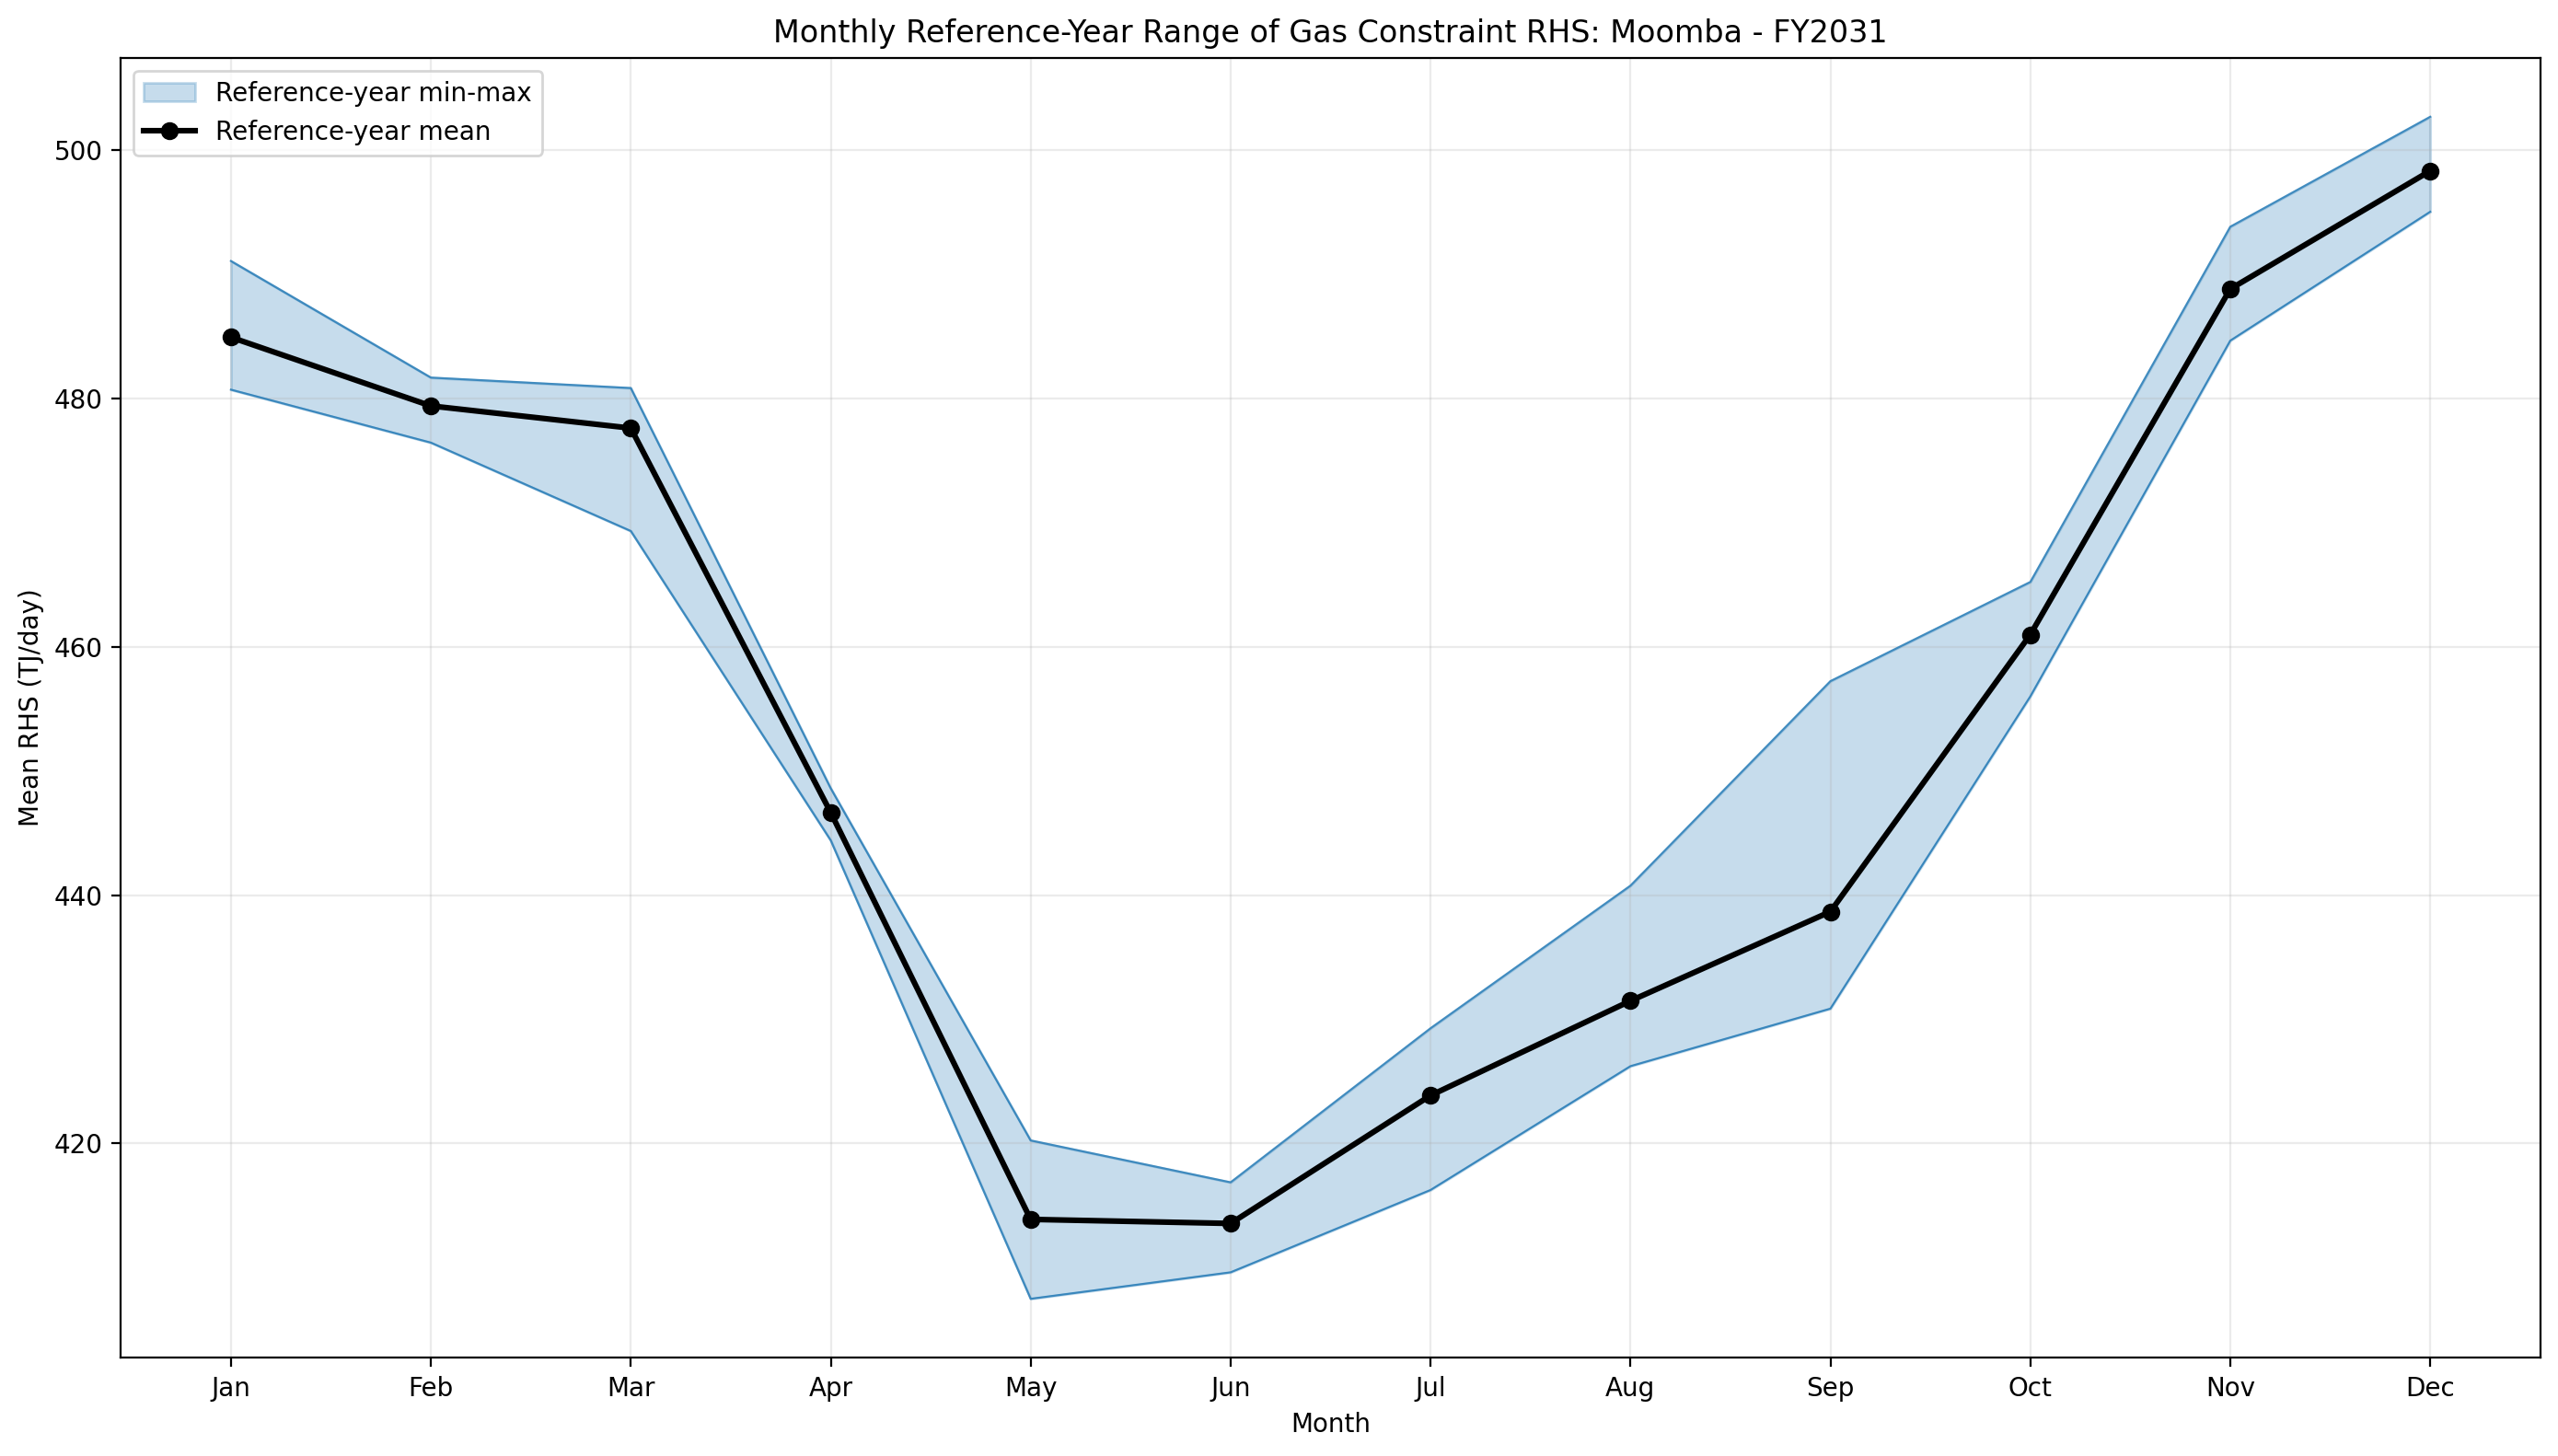 Monthly Reference-Year Range of Gas Constraint RHS: Moomba - FY2031
Reference-year min-max
Reference-year mean
500
480
460
440
420
Mean RHS (TJ/day)
Jan Feb Mar Apr May Jun Jul Aug Sep Oct Nov Dec
Month